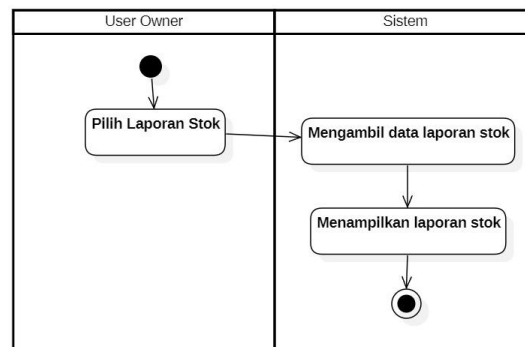 User Owner
Sistem
Pilih Laporan Stok
Mengambil data laporan stok
Menampilkan laporan stok